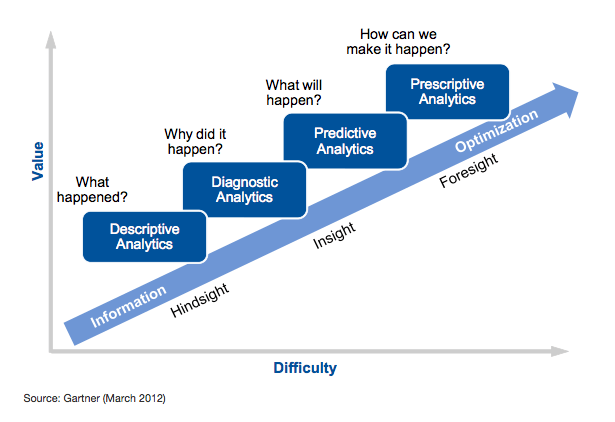 How can we
make it happen?
Prescriptive
Analytics
What will
happen?
Predictive
Analytics
Why did it
happen?
Diagnostic
Analytics
What
happened?
Descriptive
Analytics
Value
Information
Optimization
Hindsight
Insight
Foresight
Difficulty
Source: Gartner (March 2012)